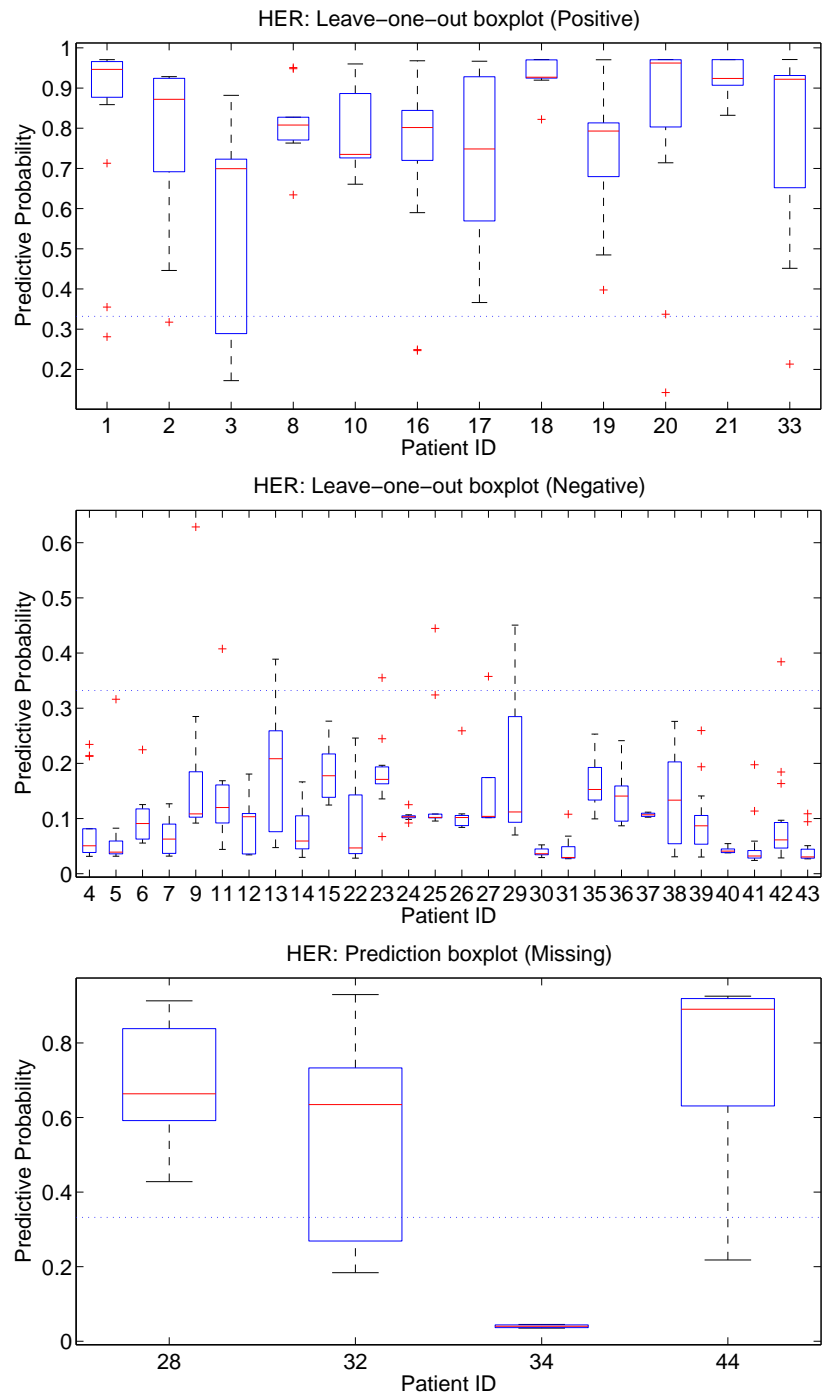 HER: Leave−one−out boxplot (Positive)
1
0.9
0.8
0.7
0.6
0.5
0.4
0.3
0.2
Predictive Probability
1 2 3 8 10 16 17 18 19 20 21 33
Patient ID
HER: Leave−one−out boxplot (Negative)
0.6
0.5
0.4
0.3
0.2
0.1
0
Predictive Probability
4 5 6 7 9 11 13 14 15 22 23 24 25 26 27 29 30 31 35 36 37 38 39 40 41 42 43
Patient ID
HER: Prediction boxplot (Missing)
0.8
0.6
0.4
0.2
0
Predictive Probability
28 32 34 44
Patient ID